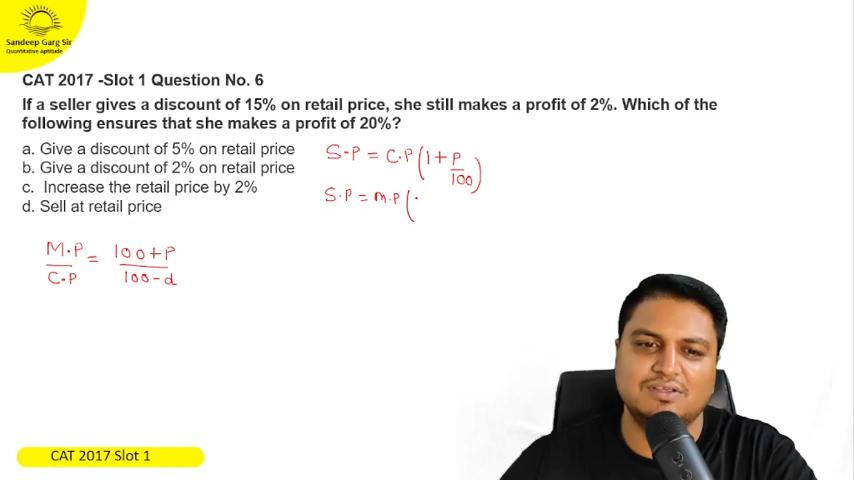 Sandeep Garg Sir
Quantitative Aptitude
CAT 2017 -Slot 1 Question No. 6
If a seller gives a discount of 15% on retail price, she still makes a profit of 2%. Which of the
following ensures that she makes a profit of 20%?
a. Give a discount of 5% on retail price
b. Give a discount of 2% on retail price
c. Increase the retail price by 2%
d. Sell at retail price
S.P = C.P (1 + P/100)
S.P = M.P (
M.P/C.P = 100+P/100-d
CAT 2017 Slot 1